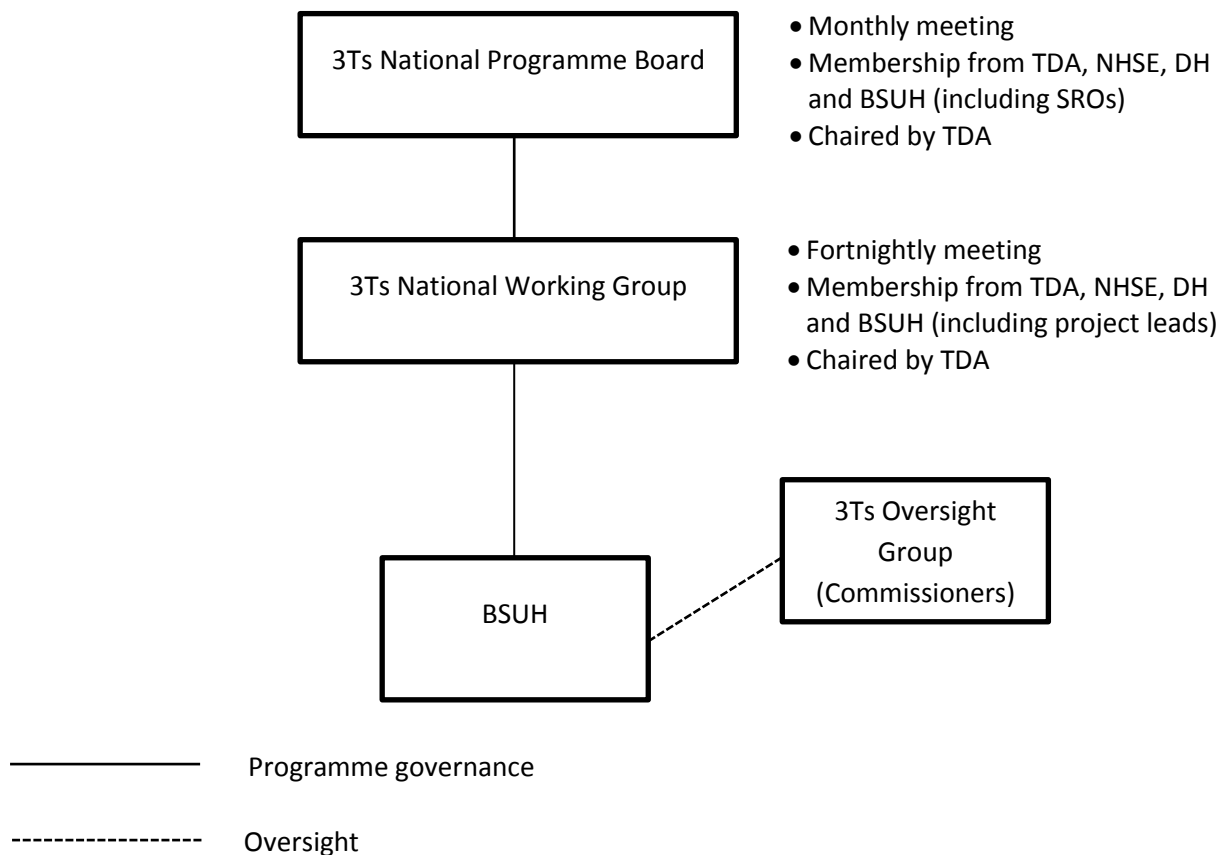 3Ts National Programme Board
• Monthly meeting
• Membership from TDA, NHSE, DH
and BSUH (including SROs)
• Chaired by TDA
3Ts National Working Group
• Fortnightly meeting
• Membership from TDA, NHSE, DH
and BSUH (including project leads)
• Chaired by TDA
3Ts Oversight
Group
(Commissioners)
BSUH
Programme governance
Oversight